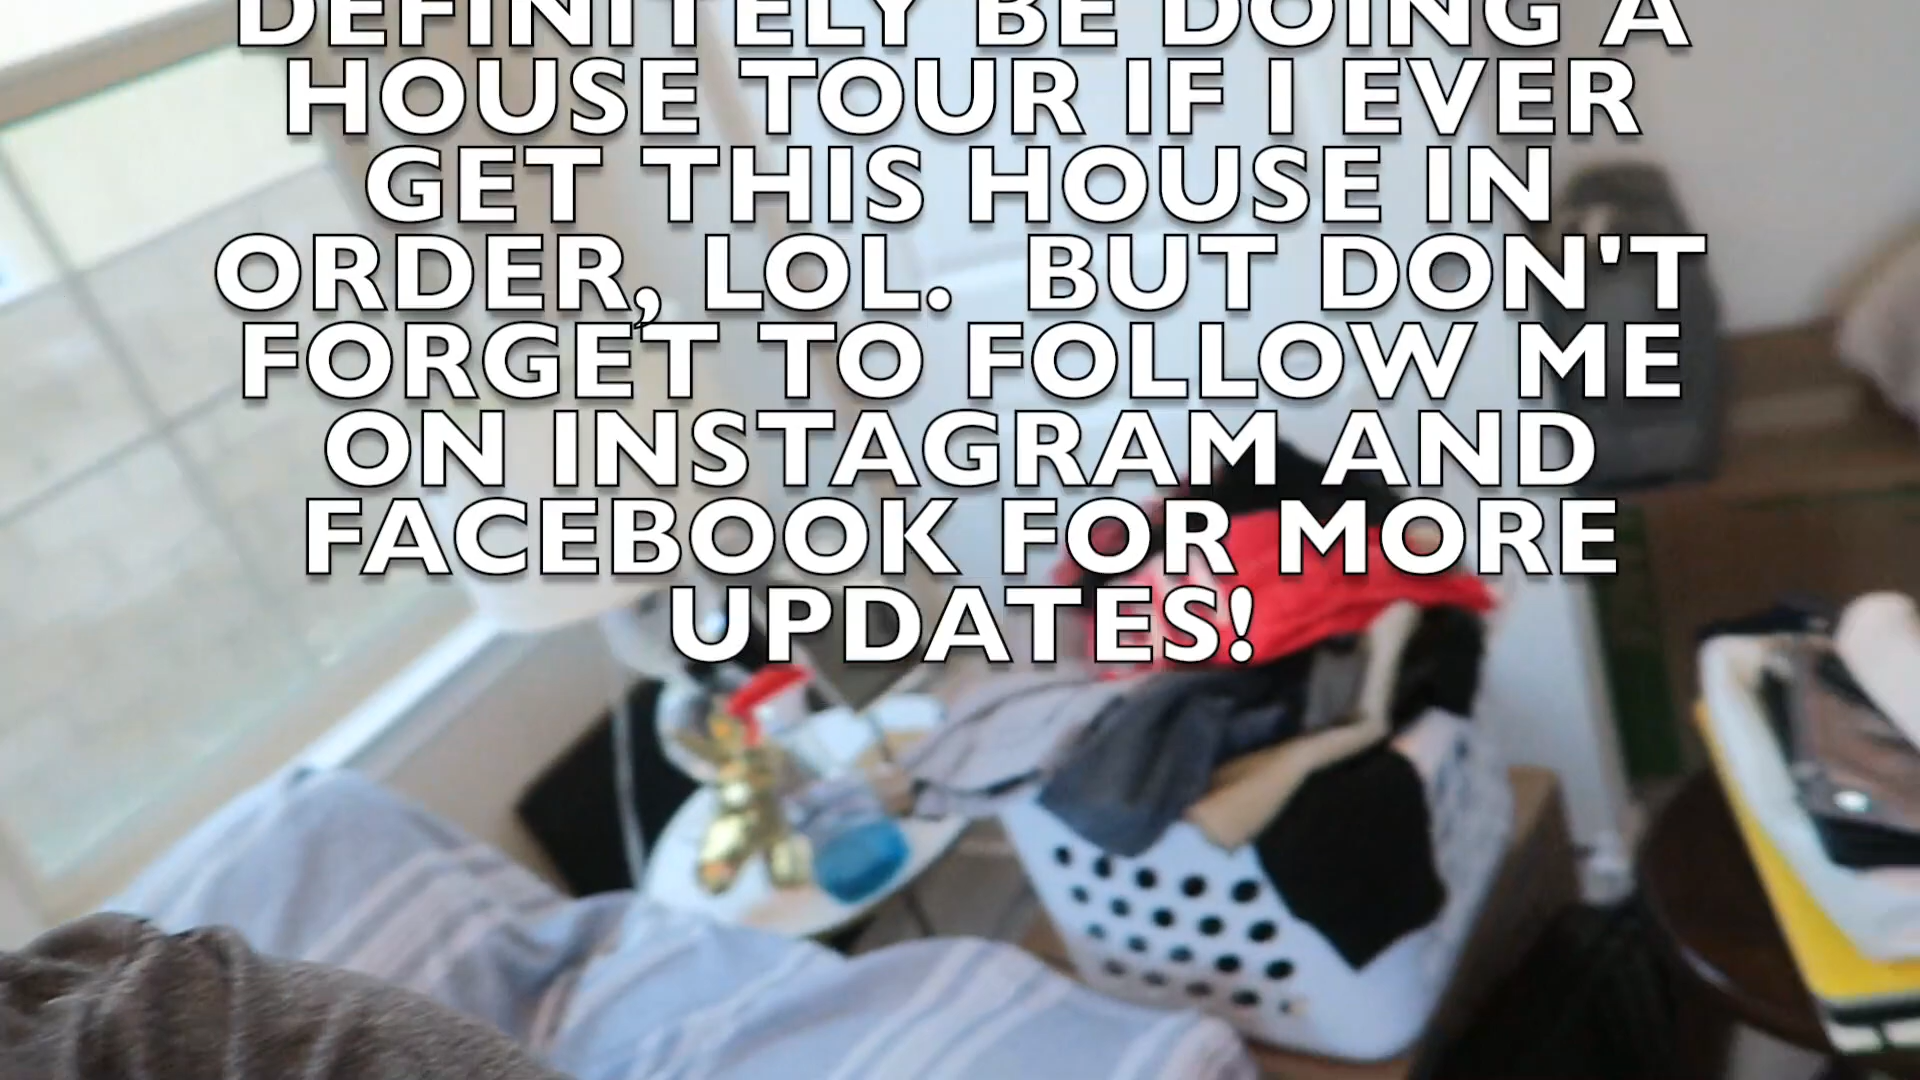 DEFINITELY BE DOING A
HOUSE TOUR IF I EVER
GET THIS HOUSE IN
ORDER, LOL.  BUT DON'T
FORGET TO FOLLOW ME
ON INSTAGRAM AND
FACEBOOK FOR MORE
UPDATES!